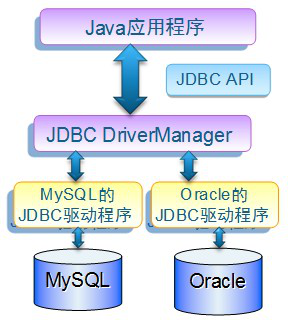 Java应用程序
JDBC API
JDBC DriverManager
MySQL的
JDBC驱动程序
Oracle的
JDBC驱动程序
MySQL
Oracle